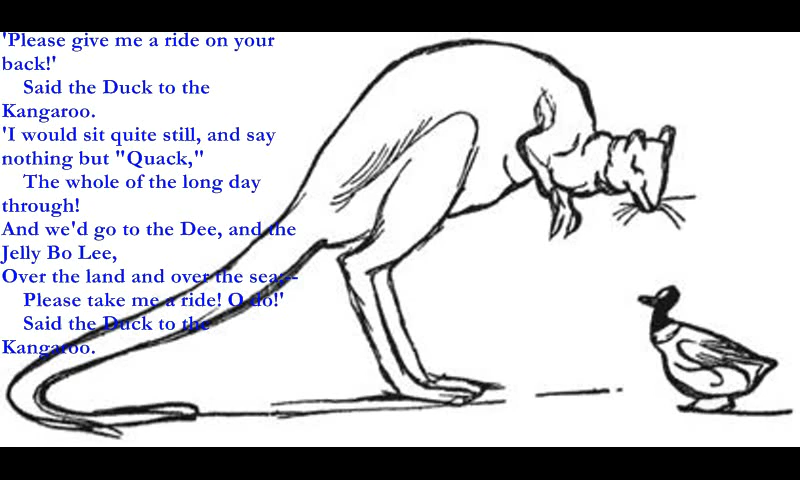 'Please give me a ride on your
back!'
Said the Duck to the
Kangaroo.
'I would sit quite still, and say
nothing but "Quack,"
The whole of the long day
through!
And we'd go to the Dee, and the
Jelly Bo Lee,
Over the land and over the sea;--
Please take me a ride! O do!'
Said the Duck to the
Kangaroo.